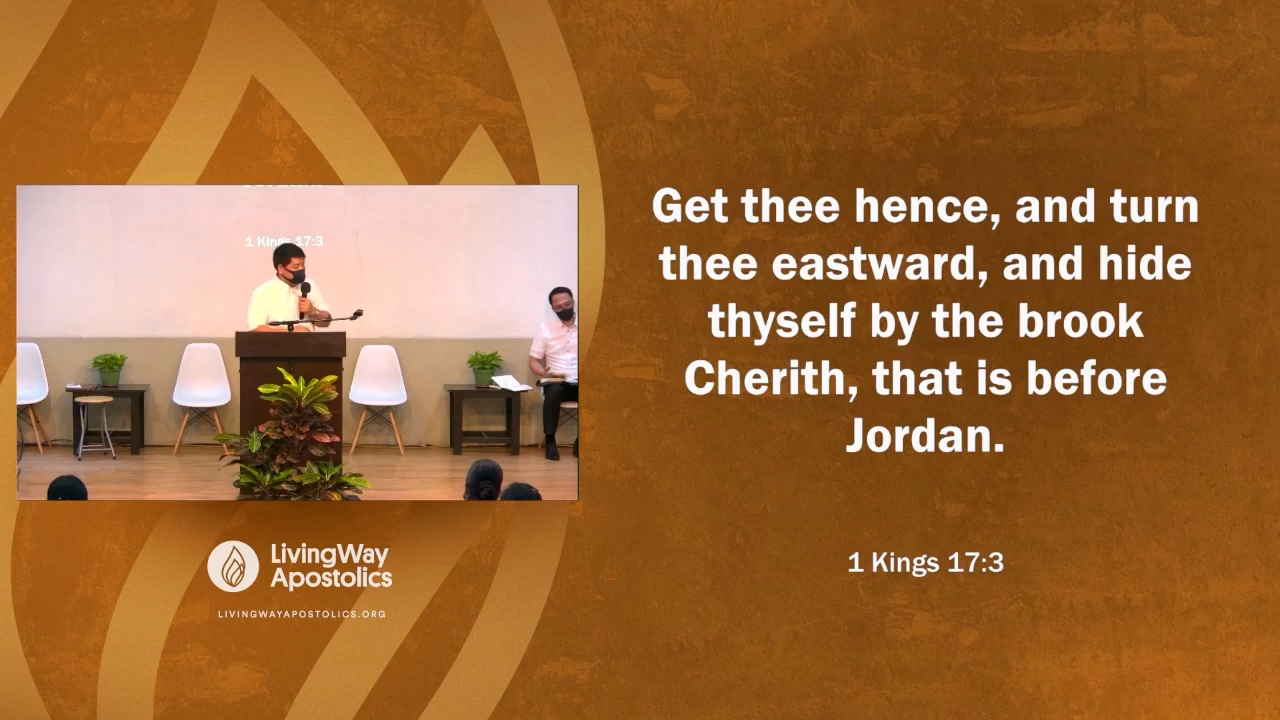 1 Kings 17:3
LivingWay
Apostolics
LIVINGWAYAPOSTOLICS.ORG
Get thee hence, and turn
thee eastward, and hide
thyself by the brook
Cherith, that is before
Jordan.
1 Kings 17:3